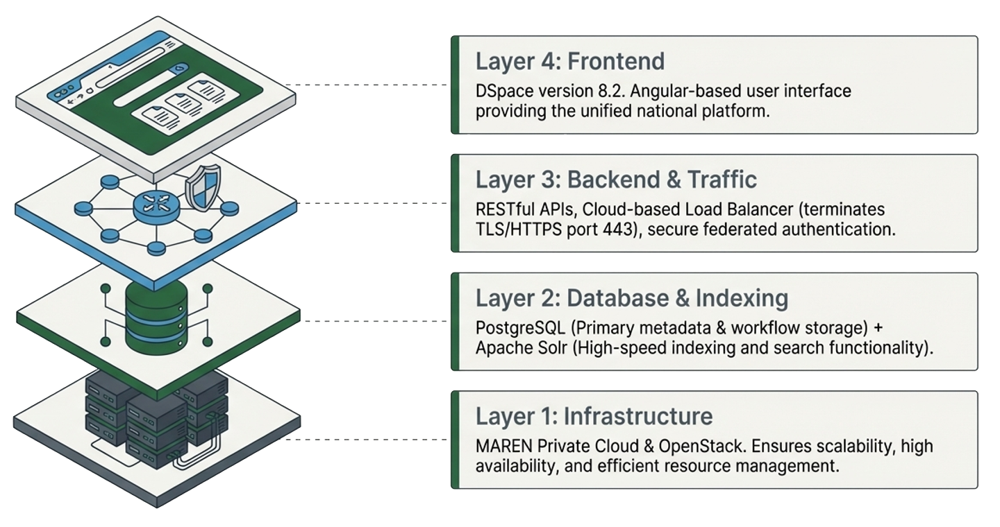 Layer 4: Frontend
DSpace version 8.2. Angular-based user interface
providing the unified national platform.
Layer 3: Backend & Traffic
RESTful APIs, Cloud-based Load Balancer (terminates
TLS/HTTPS port 443), secure federated authentication.
Layer 2: Database & Indexing
PostgreSQL (Primary metadata & workflow storage) +
Apache Solr (High-speed indexing and search functionality).
Layer 1: Infrastructure
MAREN Private Cloud & OpenStack. Ensures scalability, high
availability, and efficient resource management.